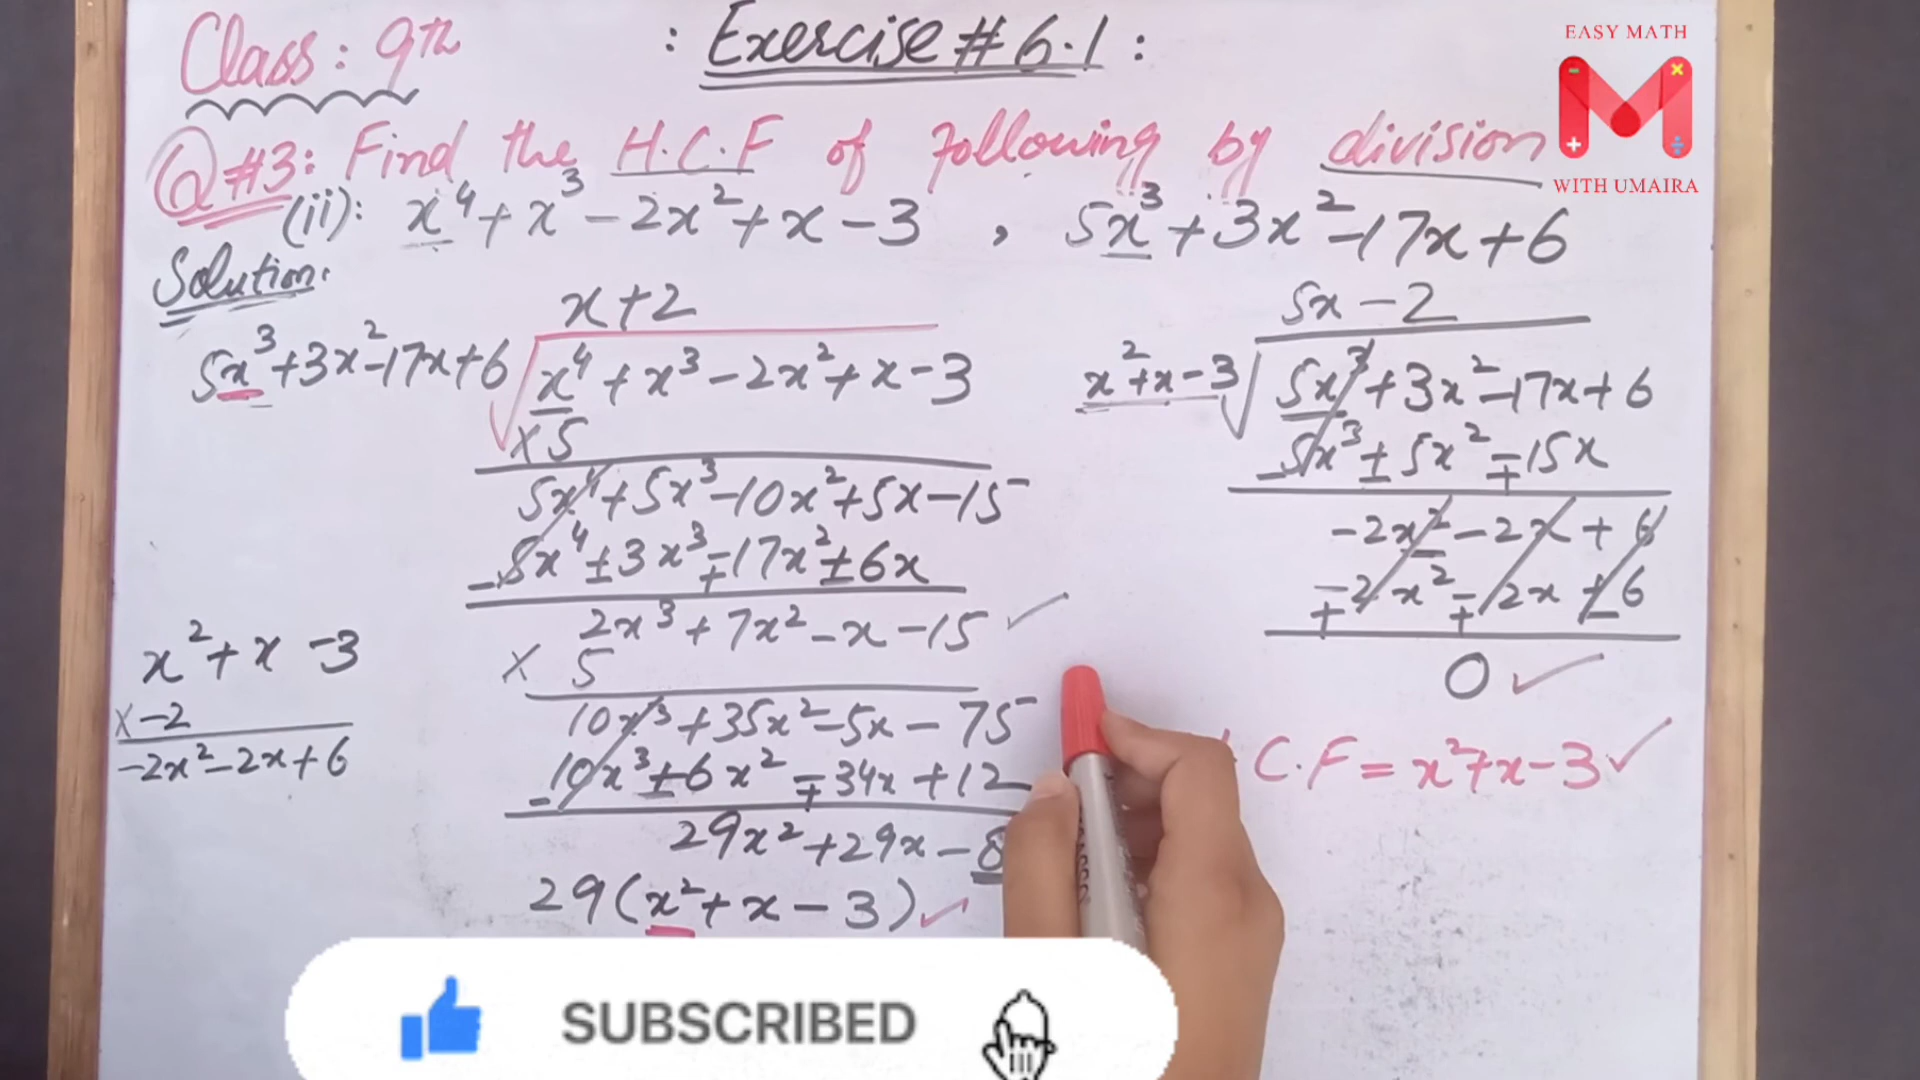 Class: 9th
: Exercise # 6.1 :
EASY MATH
WITH UMAIRA
Q#3: Find the H.C.F of following by division
(ii): x⁴ + x³ - 2x² + x - 3 , 5x³ + 3x² - 17x + 6
Solution:
x + 2
5x³ + 3x² - 17x + 6 √ x⁴ + x³ - 2x² + x - 3
× 5
5x⁴ + 5x³ - 10x² + 5x - 15
- 5x⁴ ± 3x³ ∓ 17x² ± 6x
2x³ + 7x² - x - 15 ✓
× 5
10x³ + 35x² - 5x - 75
- 10x³ ± 6x² ∓ 34x + 12
29x² + 29x - 8
29(x² + x - 3) ✓
x² + x - 3
× -2
-2x² - 2x + 6
5x - 2
x² + x - 3 √ 5x³ + 3x² - 17x + 6
- 5x³ ± 5x² ∓ 15x
-2x² - 2x + 6
∓ 2x² ∓ 2x ± 6
0 ✓
C.F = x² + x - 3 ✓
SUBSCRIBED